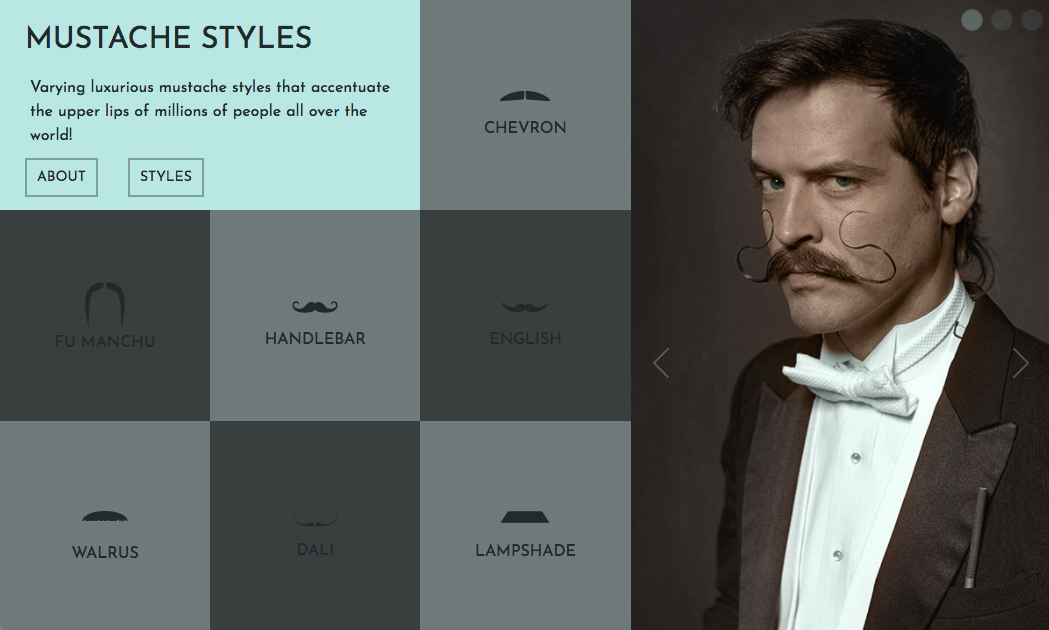 MUSTACHE STYLES
Varying luxurious mustache styles that accentuate
the upper lips of millions of people all over the
world!
ABOUT
STYLES
CHEVRON
FU MANCHU
HANDLEBAR
ENGLISH
WALRUS
DALI
LAMPSHADE